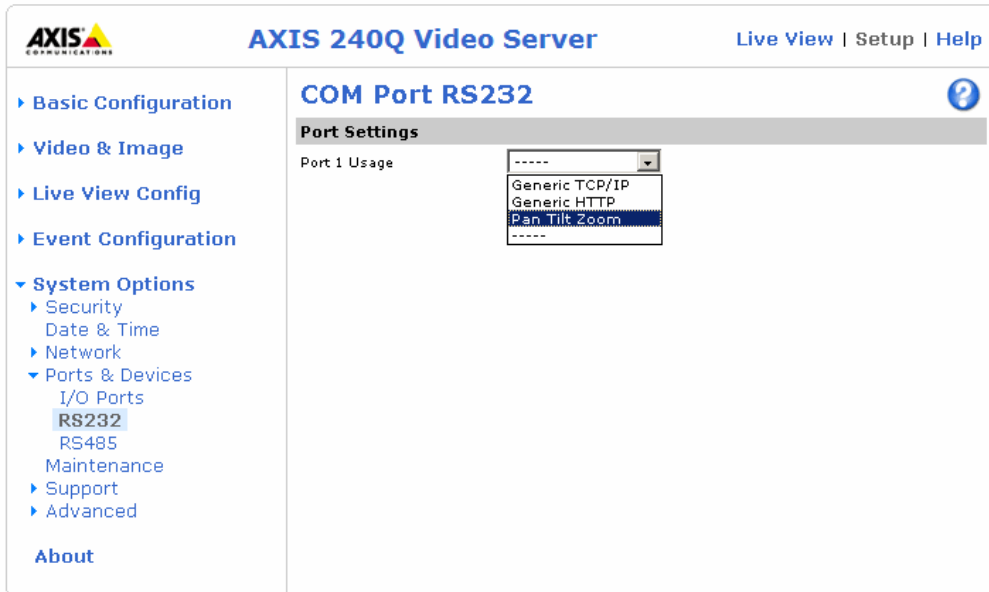 AXIS
COMMUNICATIONS
AXIS 240Q Video Server
Live View | Setup | Help
Basic Configuration
Video & Image
Live View Config
Event Configuration
System Options
Security
Date & Time
Network
Ports & Devices
I/O Ports
RS232
RS485
Maintenance
Support
Advanced
About
COM Port RS232
?
Port Settings
Port 1 Usage
-----
Generic TCP/IP
Generic HTTP
Pan Tilt Zoom
-----